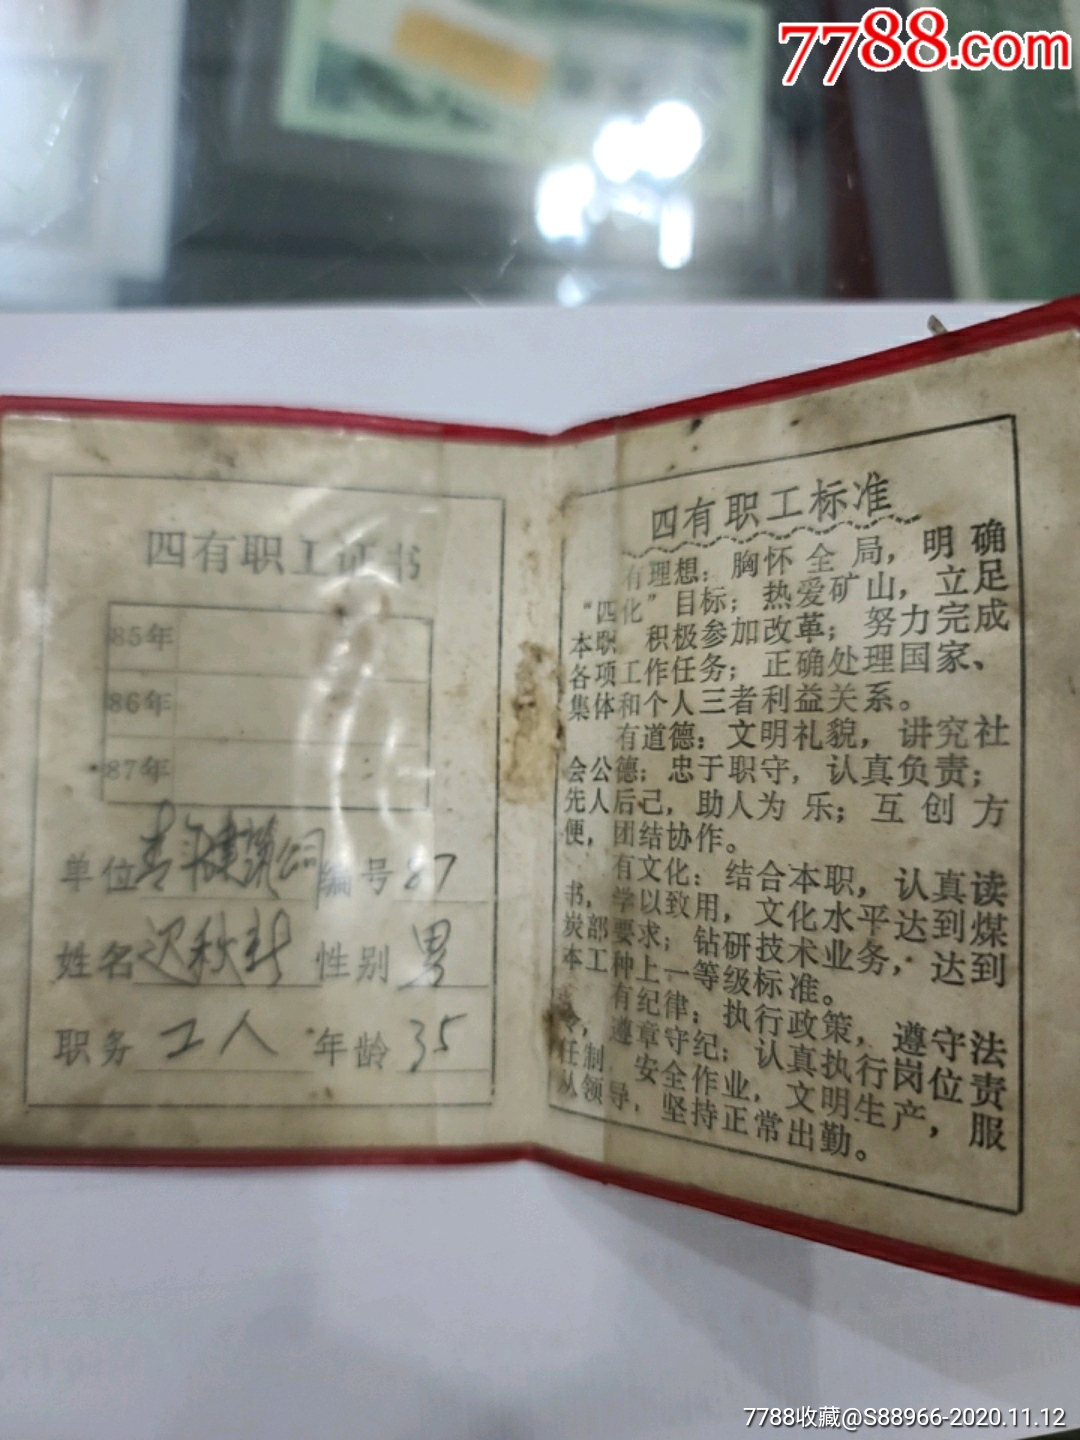 7788.com
四有职工证书
85年
86年
87年
单位 青年建筑公司 编号 87
姓名 迟秋 性别 男
职务 工人 年龄 35
四有职工标准
有理想：胸怀全局，明确
“四化”目标；热爱矿山，立足
本职 积极参加改革；努力完成
各项工作任务；正确处理国家、
集体和个人三者利益关系。
有道德：文明礼貌，讲究社
会公德；忠于职守，认真负责；
先人后己，助人为乐；互创方
便，团结协作。
有文化：结合本职，认真读
书，学以致用，文化水平达到煤
炭部要求；钻研技术业务，达到
本工种上一等级标准。
有纪律：执行政策，遵守法
令，遵章守纪；认真执行岗位责
任制，安全作业，文明生产，服
从领导，坚持正常出勤。
7788收藏@S88966-2020.11.12